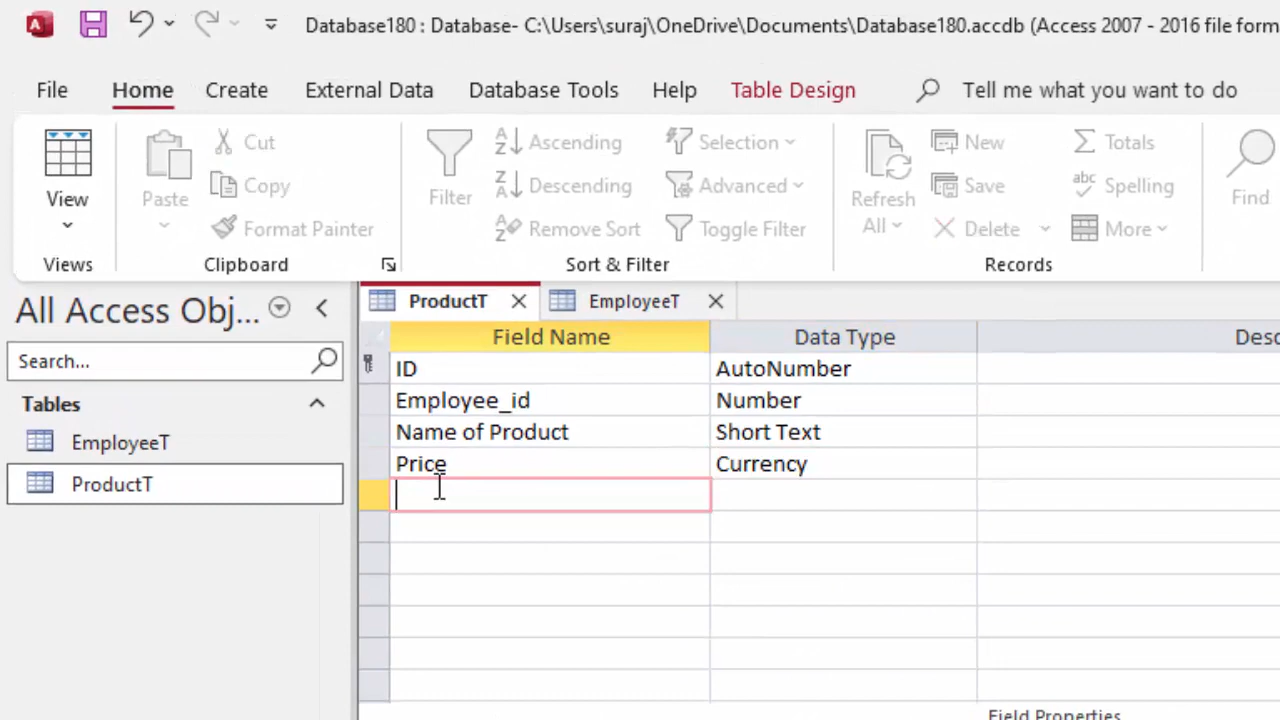 Database180 : Database- C:\Users\suraj\OneDrive\Documents\Database180.accdb (Access 2007 - 2016 file form
File Home Create External Data Database Tools Help Table Design Tell me what you want to do
View
Views
Paste
Cut
Copy
Format Painter
Clipboard
Filter
Ascending
Descending
Remove Sort
Selection
Advanced
Toggle Filter
Sort & Filter
Refresh
All
New
Save
Delete
Totals
Spelling
More
Records
Find
All Access Obj...
Search...
Tables
EmployeeT
ProductT
ProductT EmployeeT
Field Name Data Type Desc
ID AutoNumber
Employee_id Number
Name of Product Short Text
Price Currency
Field Properties